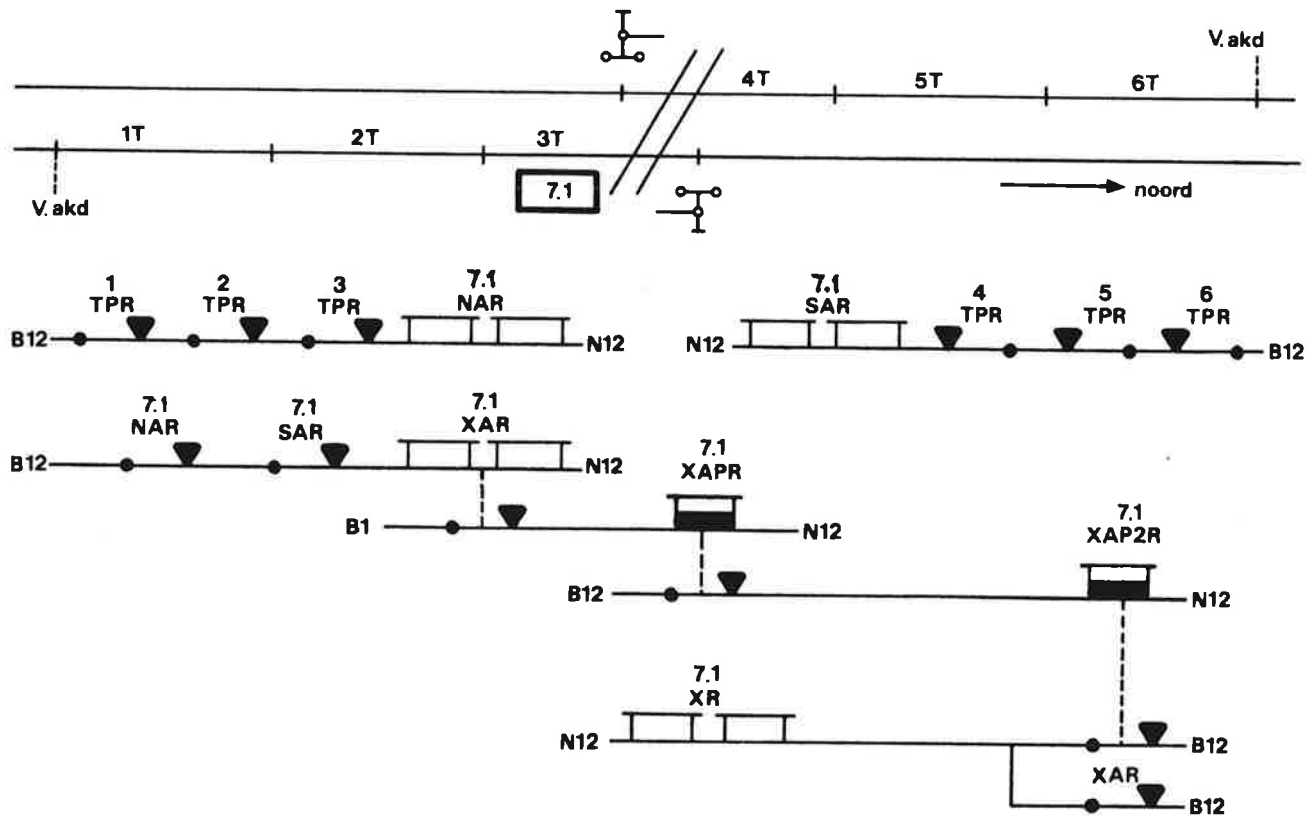 V. akd
4T 5T 6T
1T 2T 3T
7.1
noord
V. akd
1 TPR
2 TPR
3 TPR
7.1 NAR
B12
N12
7.1 SAR
4 TPR
5 TPR
6 TPR
N12
B12
7.1 NAR
7.1 SAR
7.1 XAR
B12
N12
7.1 XAPR
B1
N12
7.1 XAP2R
B12
N12
7.1 XR
N12
B12
XAR
B12